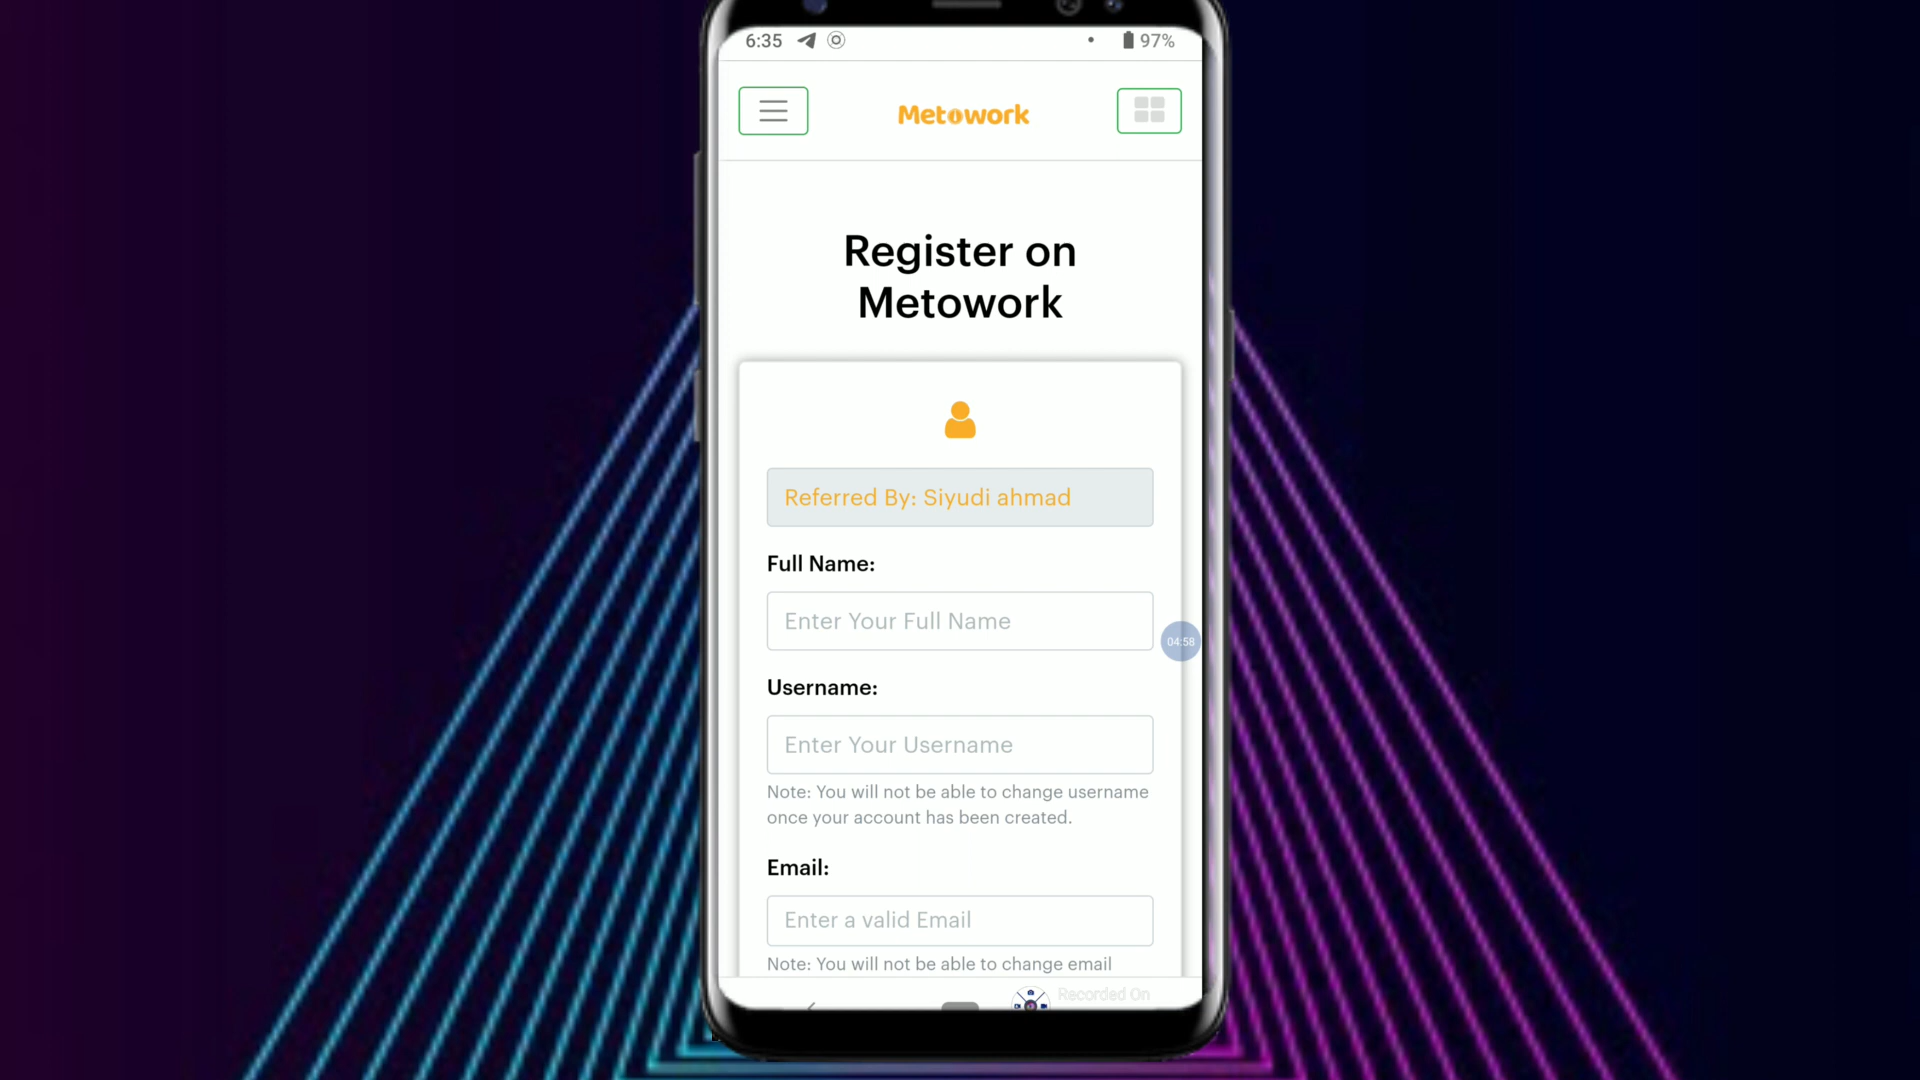 6:35
97%
Metowork
Register on
Metowork
Referred By: Siyudi ahmad
Full Name:
Enter Your Full Name
04:58
Username:
Enter Your Username
Note: You will not be able to change username
once your account has been created.
Email:
Enter a valid Email
Note: You will not be able to change email
Recorded On